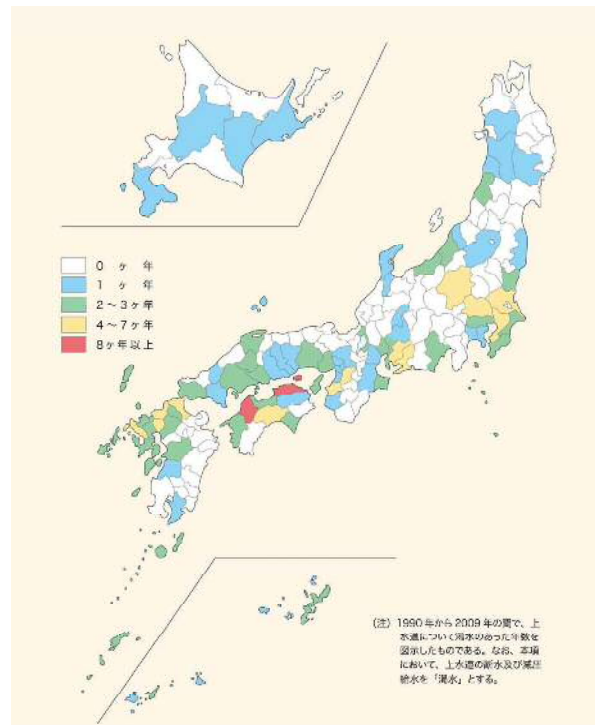 0ヶ年
1ヶ年
2～3ヶ年
4～7ヶ年
8ヶ年以上
(注) 1990年から2009年の間で、上
水道について渇水のあった年数を
図示したものである。なお、本項
において、上水道の断水及び減圧
給水を「渇水」とする。